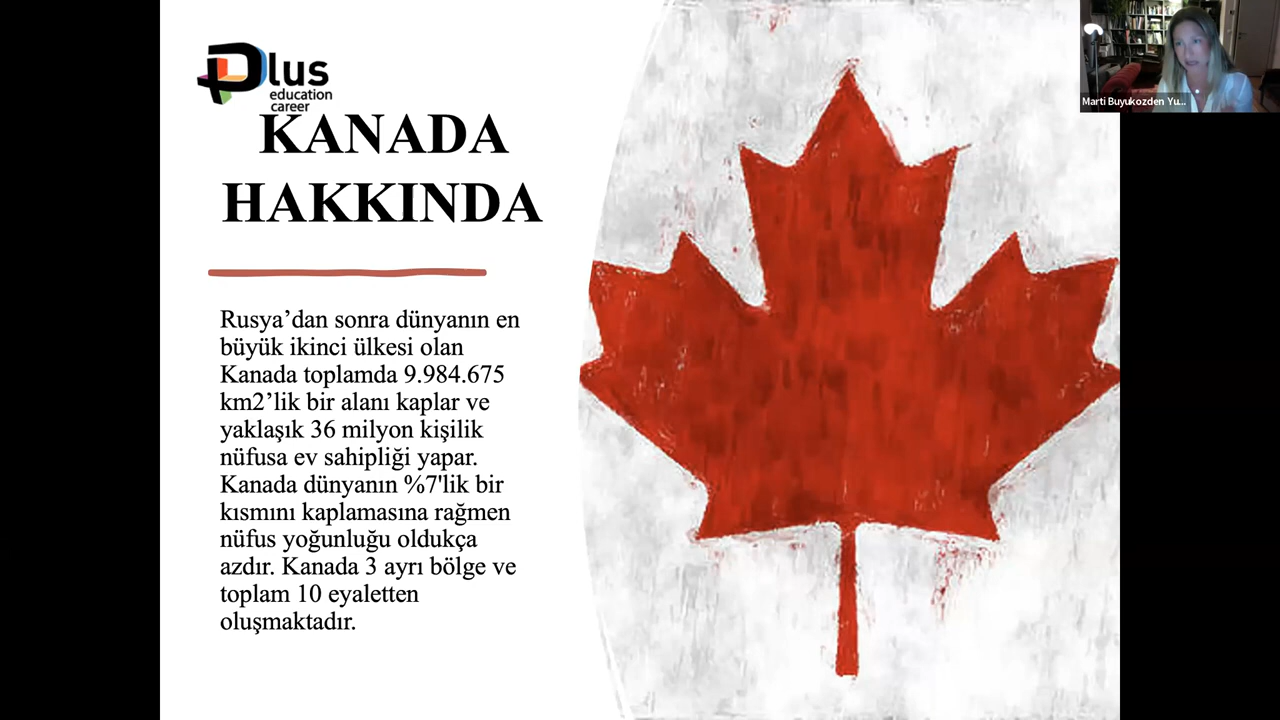 Plus
education
career
KANADA
HAKKINDA
Rusya’dan sonra dünyanın en
büyük ikinci ülkesi olan
Kanada toplamda 9.984.675
km2’lik bir alanı kaplar ve
yaklaşık 36 milyon kişilik
nüfusa ev sahipliği yapar.
Kanada dünyanın %7'lik bir
kısmını kaplamasına rağmen
nüfus yoğunluğu oldukça
azdır. Kanada 3 ayrı bölge ve
toplam 10 eyaletten
oluşmaktadır.
Marti Buyukozden Yu...